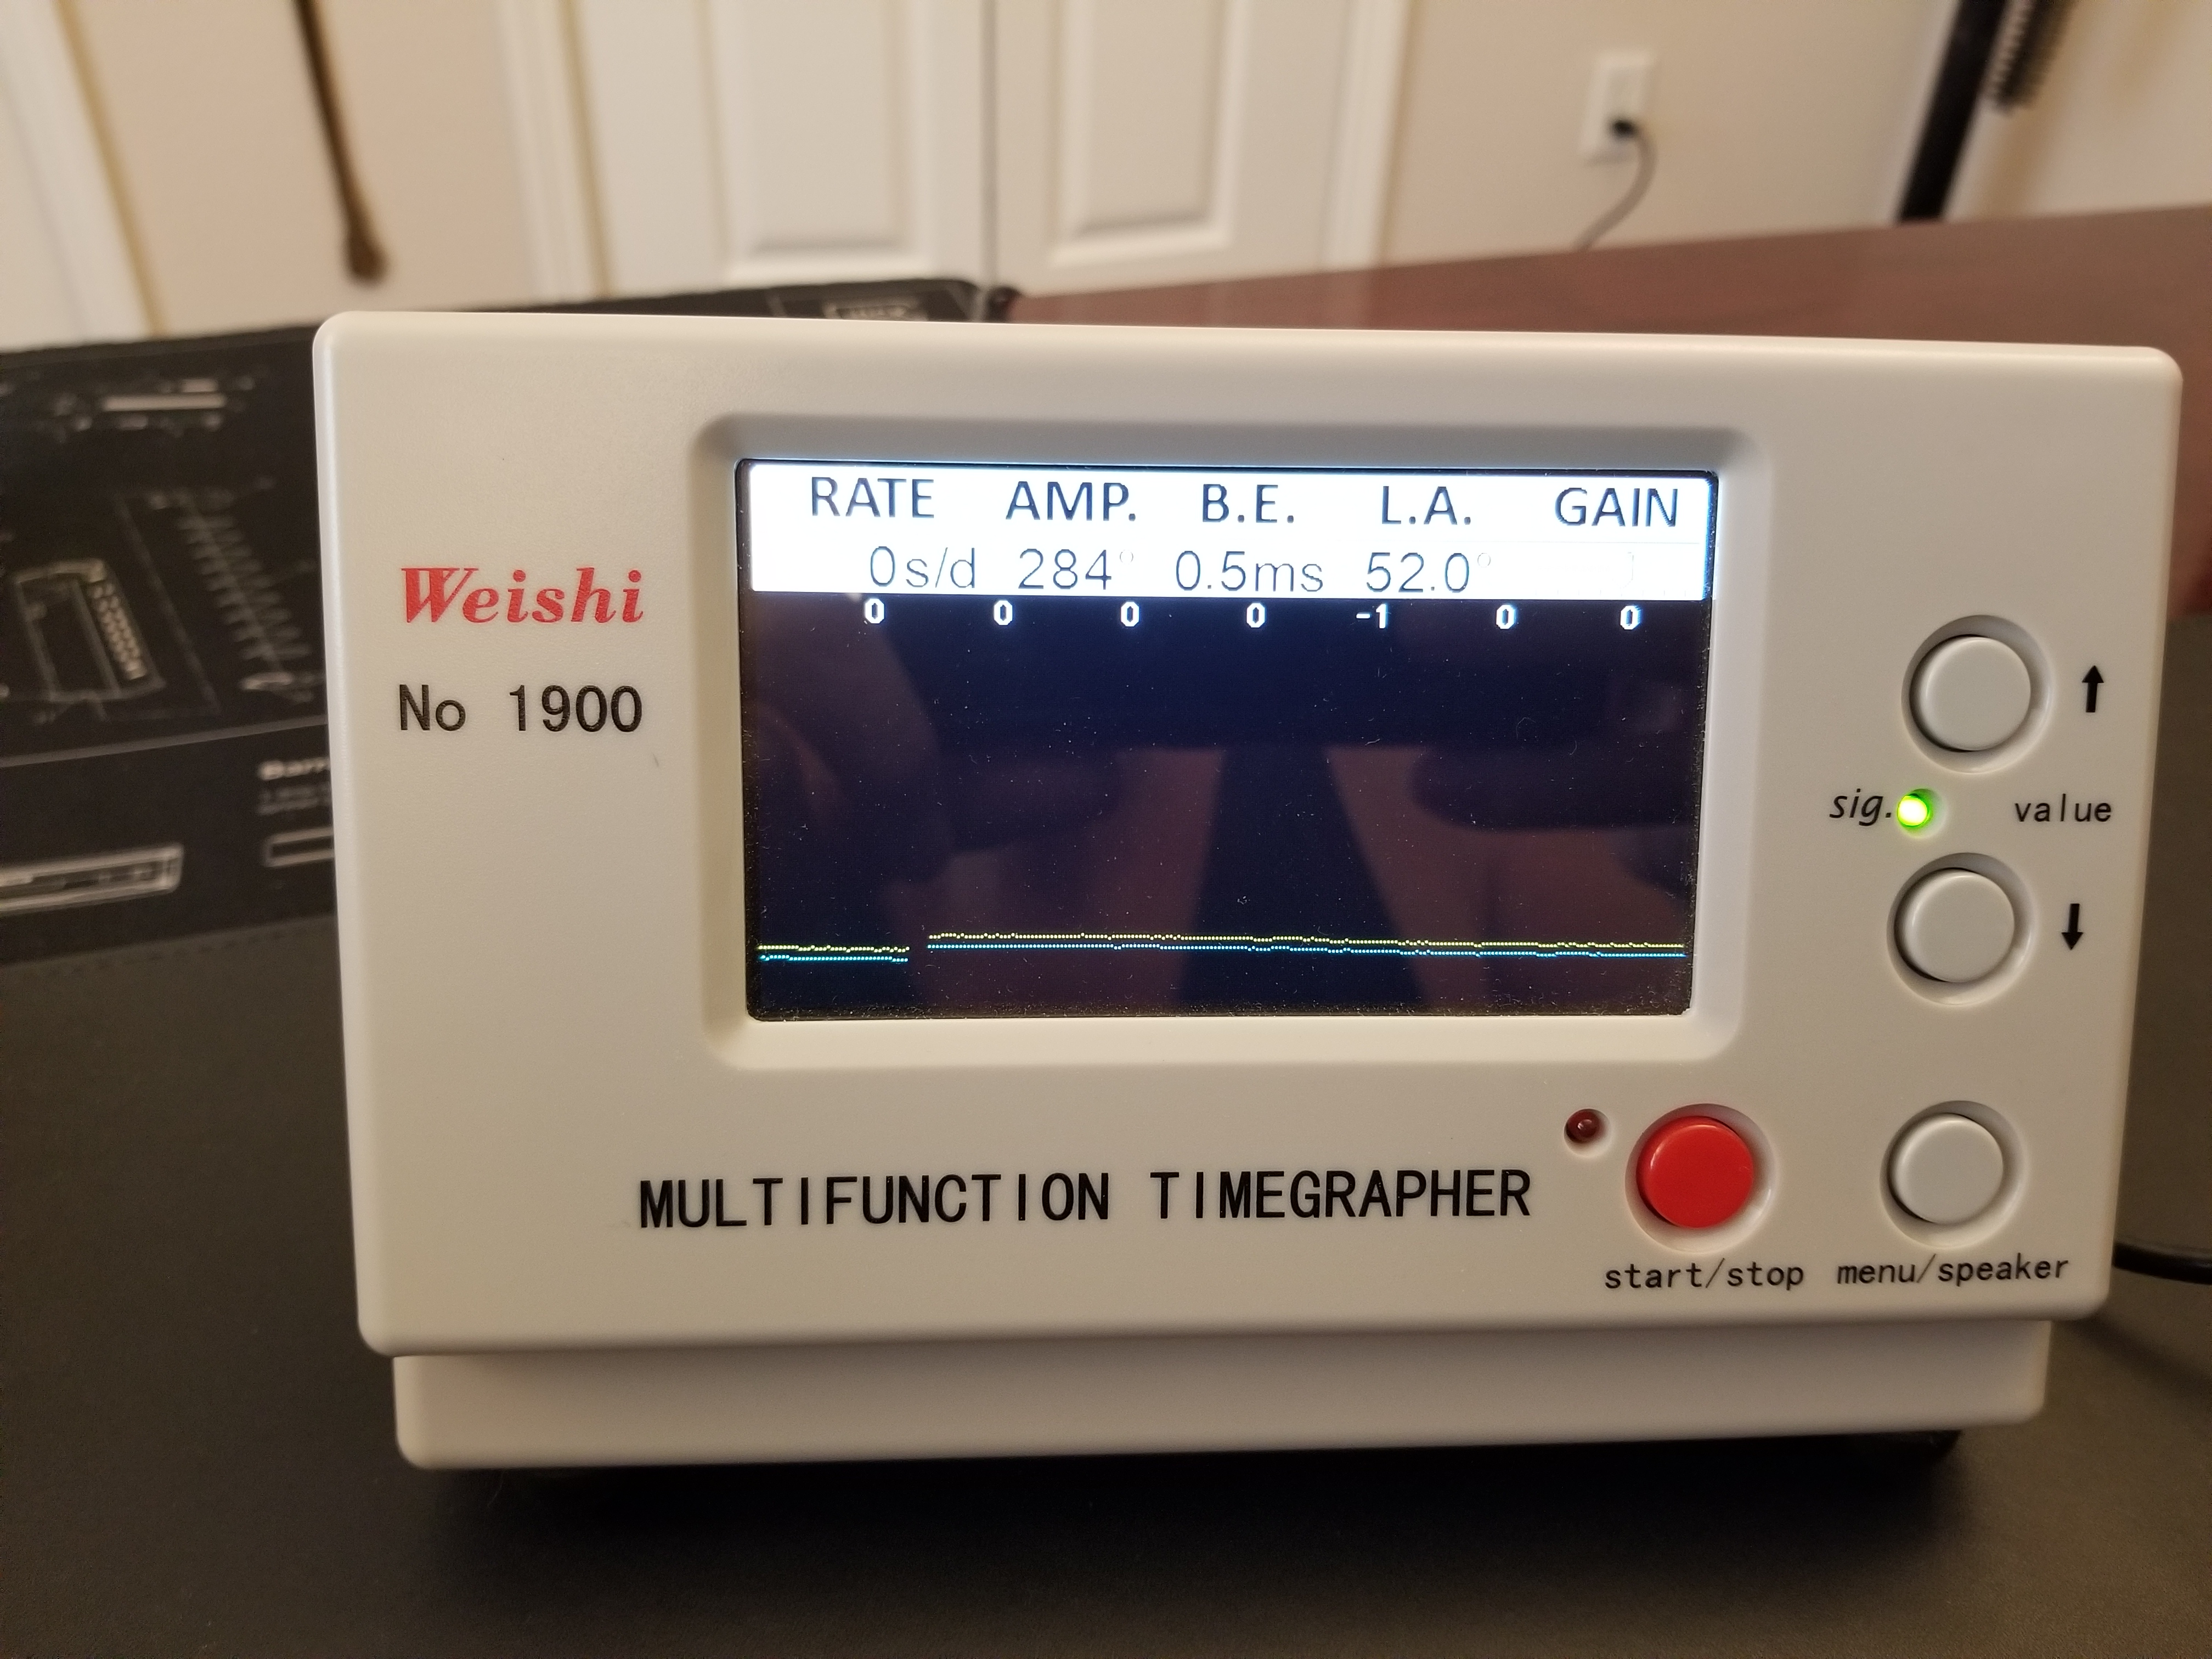 Weishi
No 1900
RATE AMP. B.E. L.A. GAIN
0s/d 284° 0.5ms 52.0°
0 0 0 0 -1 0 0
↑
sig. value
↓
MULTIFUNCTION TIMEGRAPHER
start/stop menu/speaker